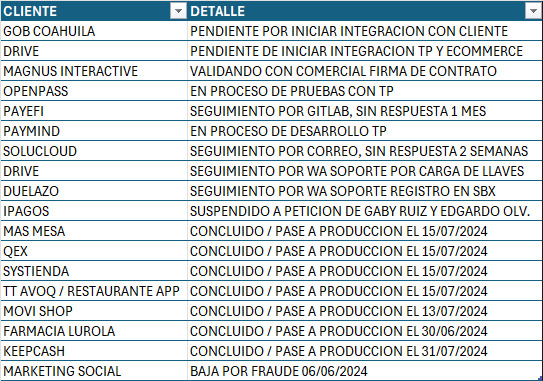 CLIENTE DETALLE
GOB COAHUILA PENDIENTE POR INICIAR INTEGRACION CON CLIENTE
DRIVE PENDIENTE DE INICIAR INTEGRACION TP Y ECOMMERCE
MAGNUS INTERACTIVE VALIDANDO CON COMERCIAL FIRMA DE CONTRATO
OPENPASS EN PROCESO DE PRUEBAS CON TP
PAYEFI SEGUIMIENTO POR GITLAB, SIN RESPUESTA 1 MES
PAYMIND EN PROCESO DE DESARROLLO TP
SOLUCLOUD SEGUIMIENTO POR CORREO, SIN RESPUESTA 2 SEMANAS
DRIVE SEGUIMIENTO POR WA SOPORTE POR CARGA DE LLAVES
DUELAZO SEGUIMIENTO POR WA SOPORTE REGISTRO EN SBX
IPAGOS SUSPENDIDO A PETICION DE GABY RUIZ Y EDGARDO OLV.
MAS MESA CONCLUIDO / PASE A PRODUCCION EL 15/07/2024
QEX CONCLUIDO / PASE A PRODUCCION EL 15/07/2024
SYSTIENDA CONCLUIDO / PASE A PRODUCCION EL 15/07/2024
TT AVOQ / RESTAURANTE APP CONCLUIDO / PASE A PRODUCCION EL 15/07/2024
MOVI SHOP CONCLUIDO / PASE A PRODUCCION EL 13/07/2024
FARMACIA LUROLA CONCLUIDO / PASE A PRODUCCION EL 30/06/2024
KEEPCASH CONCLUIDO / PASE A PRODUCCION EL 31/07/2024
MARKETING SOCIAL BAJA POR FRAUDE 06/06/2024